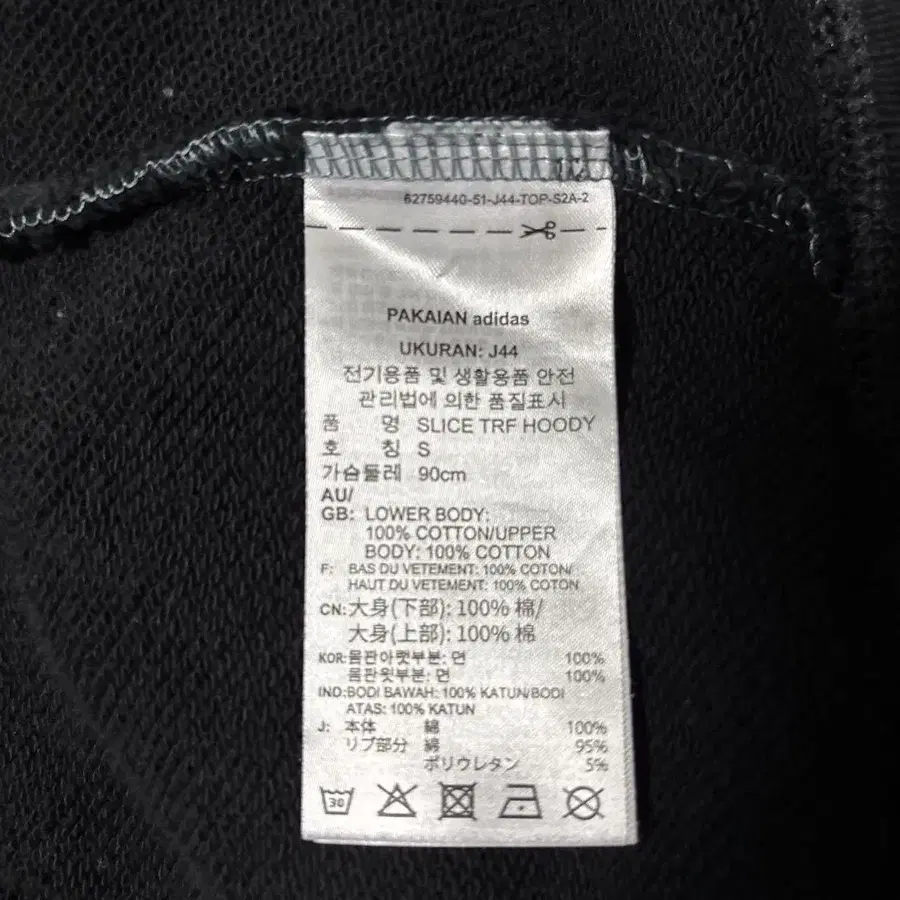 62759440-51-J44-TOP-S2A-2
PAKAIAN adidas
UKURAN: J44
전기용품 및 생활용품 안전
관리법에 의한 품질표시
품 명 SLICE TRF HOODY
호 칭 S
가슴둘레 90cm
AU/
GB: LOWER BODY:
100% COTTON/UPPER
BODY: 100% COTTON
F: BAS DU VETEMENT: 100% COTON/
HAUT DU VETEMENT: 100% COTON
CN: 大身(下部): 100% 棉/
大身(上部): 100% 棉
KOR: 몸판아랫부분: 면 100%
몸판윗부분: 면 100%
IND: BODI BAWAH: 100% KATUN/BODI
ATAS: 100% KATUN
J: 本体 綿 100%
リブ部分 綿 95%
ポリウレタン 5%
30